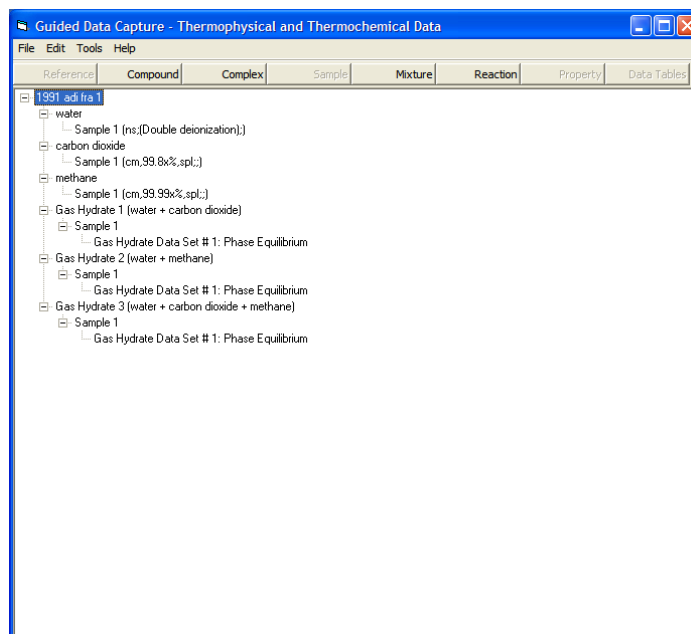 Guided Data Capture - Thermophysical and Thermochemical Data
File Edit Tools Help
Reference Compound Complex Sample Mixture Reaction Property Data Tables
1991 adi fra 1
water
Sample 1 (ns;(Double deionization);)
carbon dioxide
Sample 1 (cm,99.8x%,spl;;)
methane
Sample 1 (cm,99.99x%,spl;;)
Gas Hydrate 1 (water + carbon dioxide)
Sample 1
Gas Hydrate Data Set # 1: Phase Equilibrium
Gas Hydrate 2 (water + methane)
Sample 1
Gas Hydrate Data Set # 1: Phase Equilibrium
Gas Hydrate 3 (water + carbon dioxide + methane)
Sample 1
Gas Hydrate Data Set # 1: Phase Equilibrium